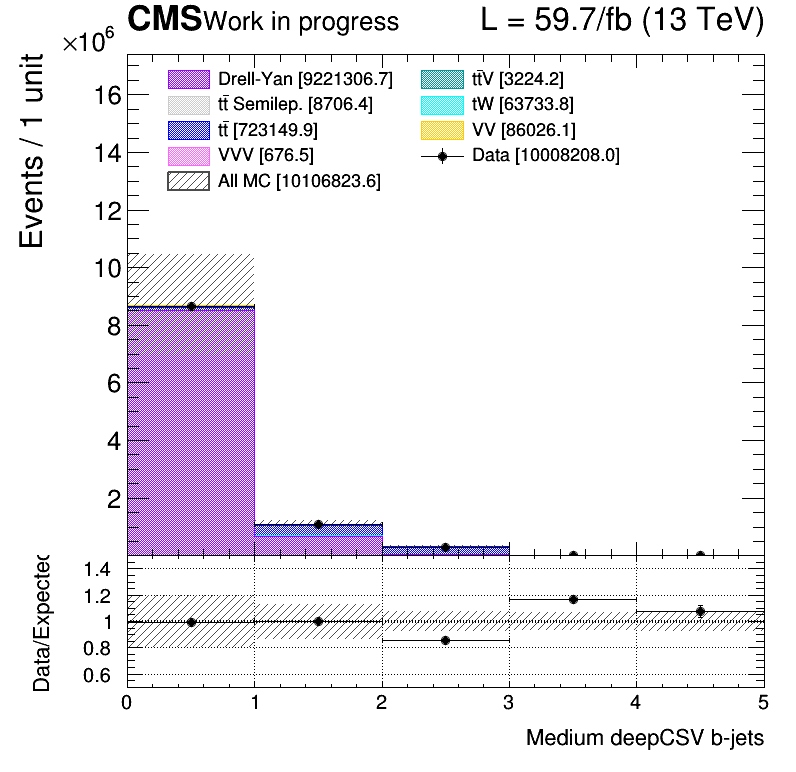 CMS Work in progress L = 59.7/fb (13 TeV)
×10⁶
Events / 1 unit
Drell-Yan [9221306.7]
tt̄ Semilep. [8706.4]
tt̄ [723149.9]
VVV [676.5]
All MC [10106823.6]
tt̄V [3224.2]
tW [63733.8]
VV [86026.1]
Data [10008208.0]
16
14
12
10
8
6
4
2
Data/Expected
1.4
1.2
1
0.8
0.6
0 1 2 3 4 5
Medium deepCSV b-jets